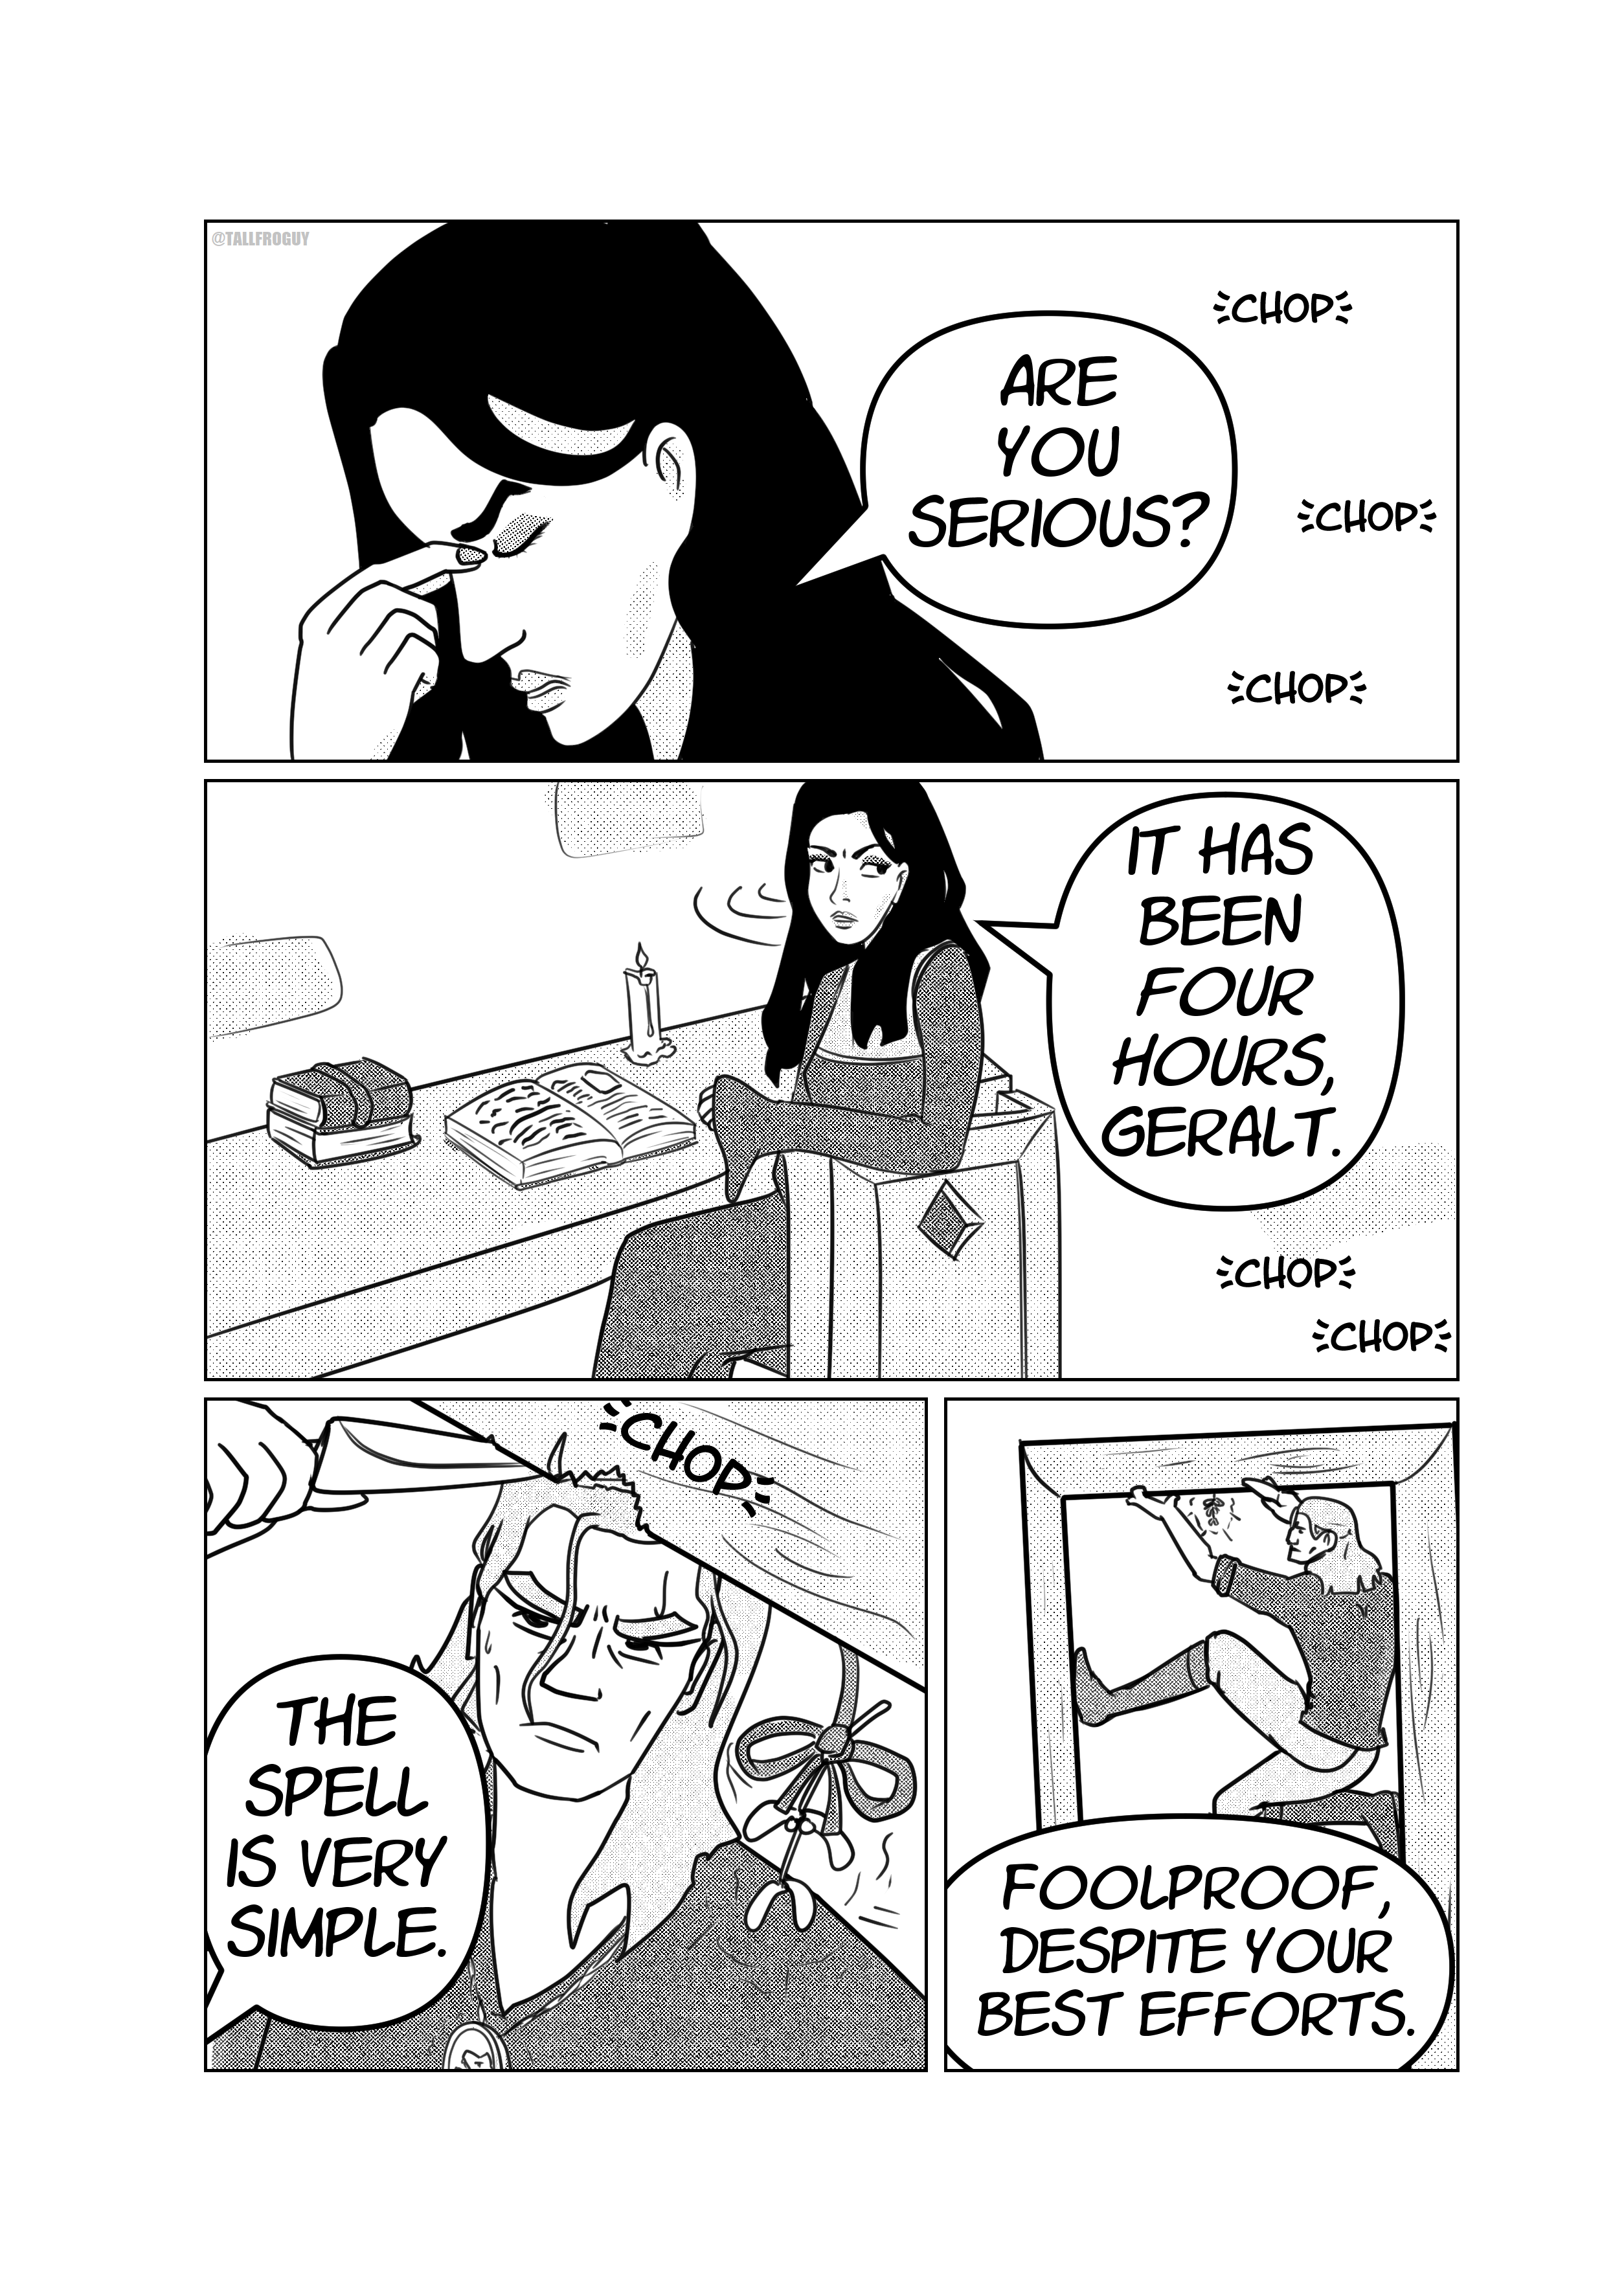 @TALLFROGUY
CHOP
ARE
YOU
SERIOUS?
CHOP
CHOP
IT HAS
BEEN
FOUR
HOURS,
GERALT.
CHOP
CHOP
CHOP
THE
SPELL
IS VERY
SIMPLE.
FOOLPROOF,
DESPITE YOUR
BEST EFFORTS.